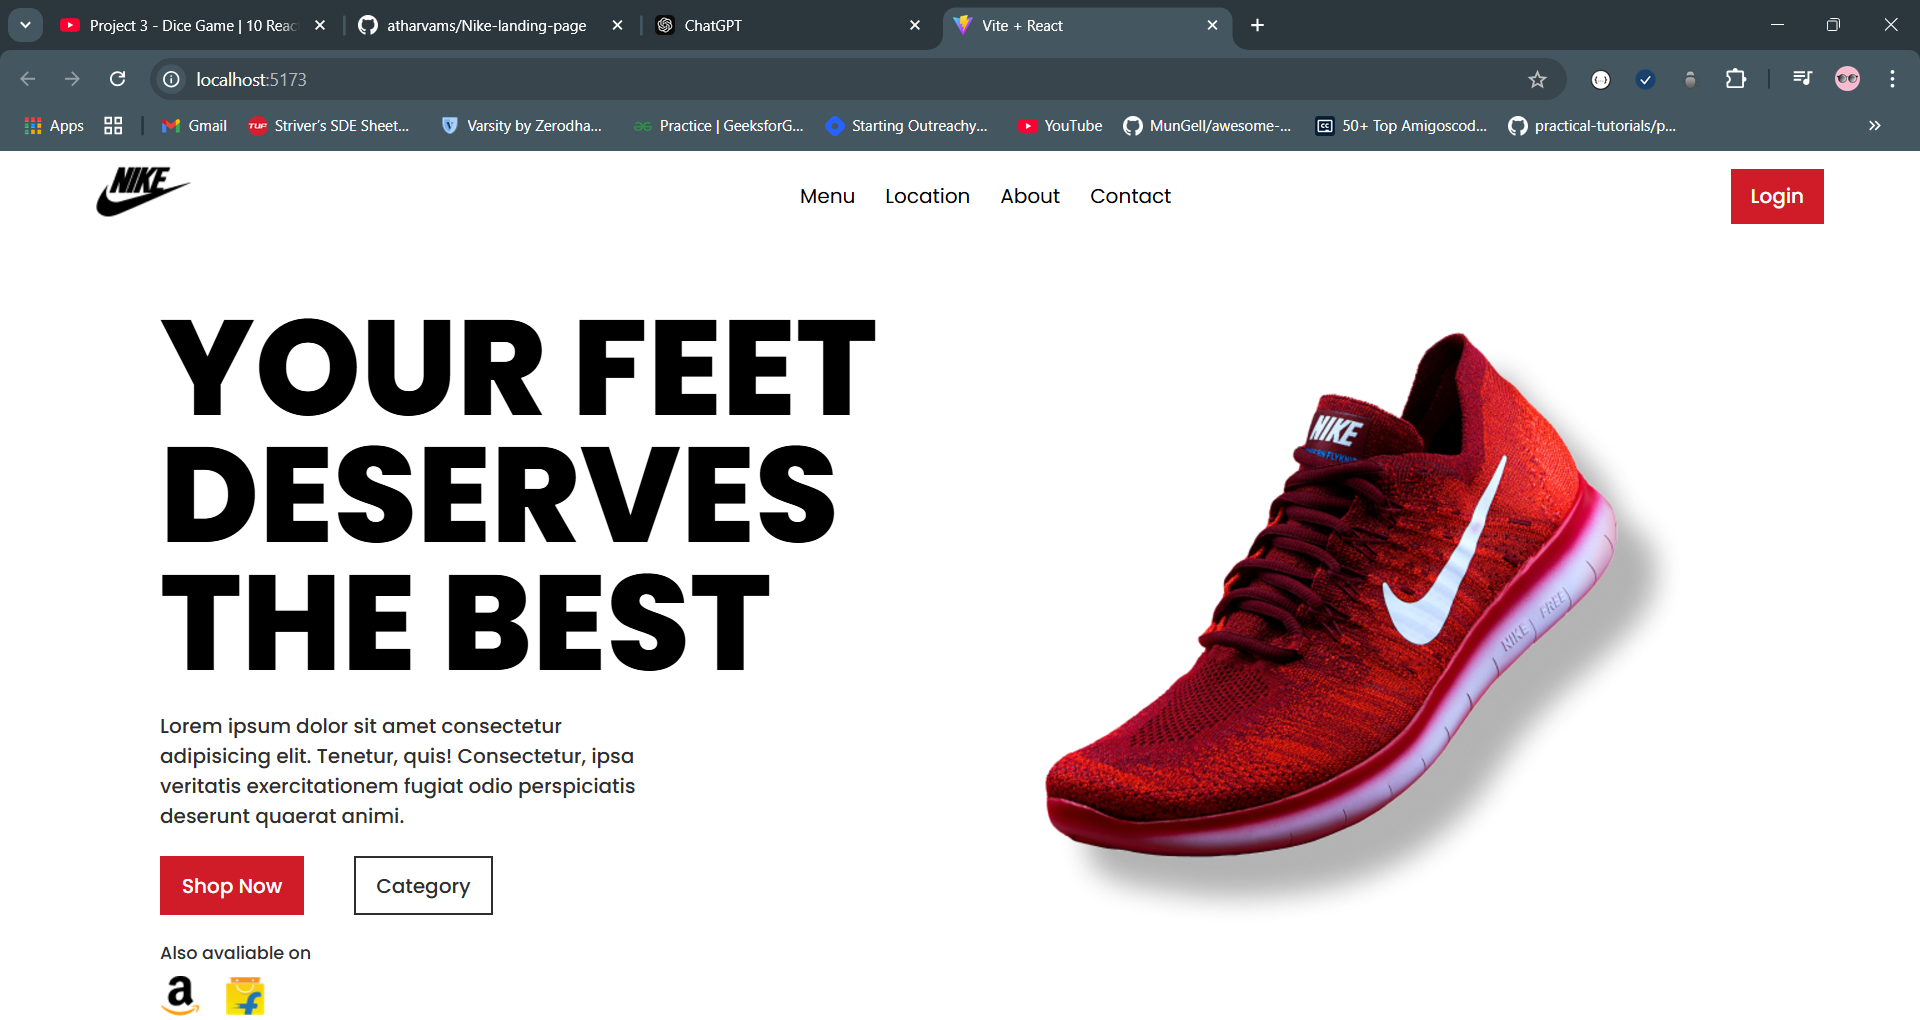 Project 3 - Dice Game | 10 Reac
atharvams/Nike-landing-page
ChatGPT
Vite + React
localhost:5173
Apps
Gmail
TUF
Striver's SDE Sheet...
Varsity by Zerodha...
Practice | GeeksforG...
Starting Outreachy...
YouTube
MunGell/awesome-...
50+ Top Amigoscod...
practical-tutorials/p...
NIKE
Menu Location About Contact
Login
YOUR FEET
DESERVES
THE BEST
NIKE
NIKE FREE
Lorem ipsum dolor sit amet consectetur
adipisicing elit. Tenetur, quis! Consectetur, ipsa
veritatis exercitationem fugiat odio perspiciatis
deserunt quaerat animi.
Shop Now
Category
Also avaliable on
a
f